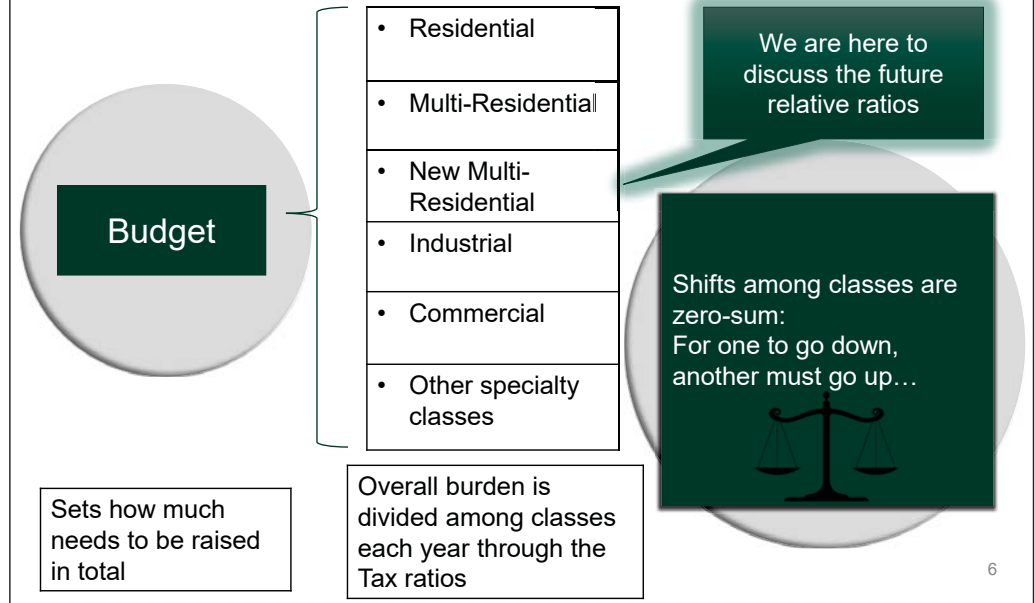 Budget
Sets how much
needs to be raised
in total
• Residential
• Multi-Residential
• New Multi-
Residential
• Industrial
• Commercial
• Other specialty
classes
Overall burden is
divided among classes
each year through the
Tax ratios
We are here to
discuss the future
relative ratios
Shifts among classes are
zero-sum:
For one to go down,
another must go up…
6